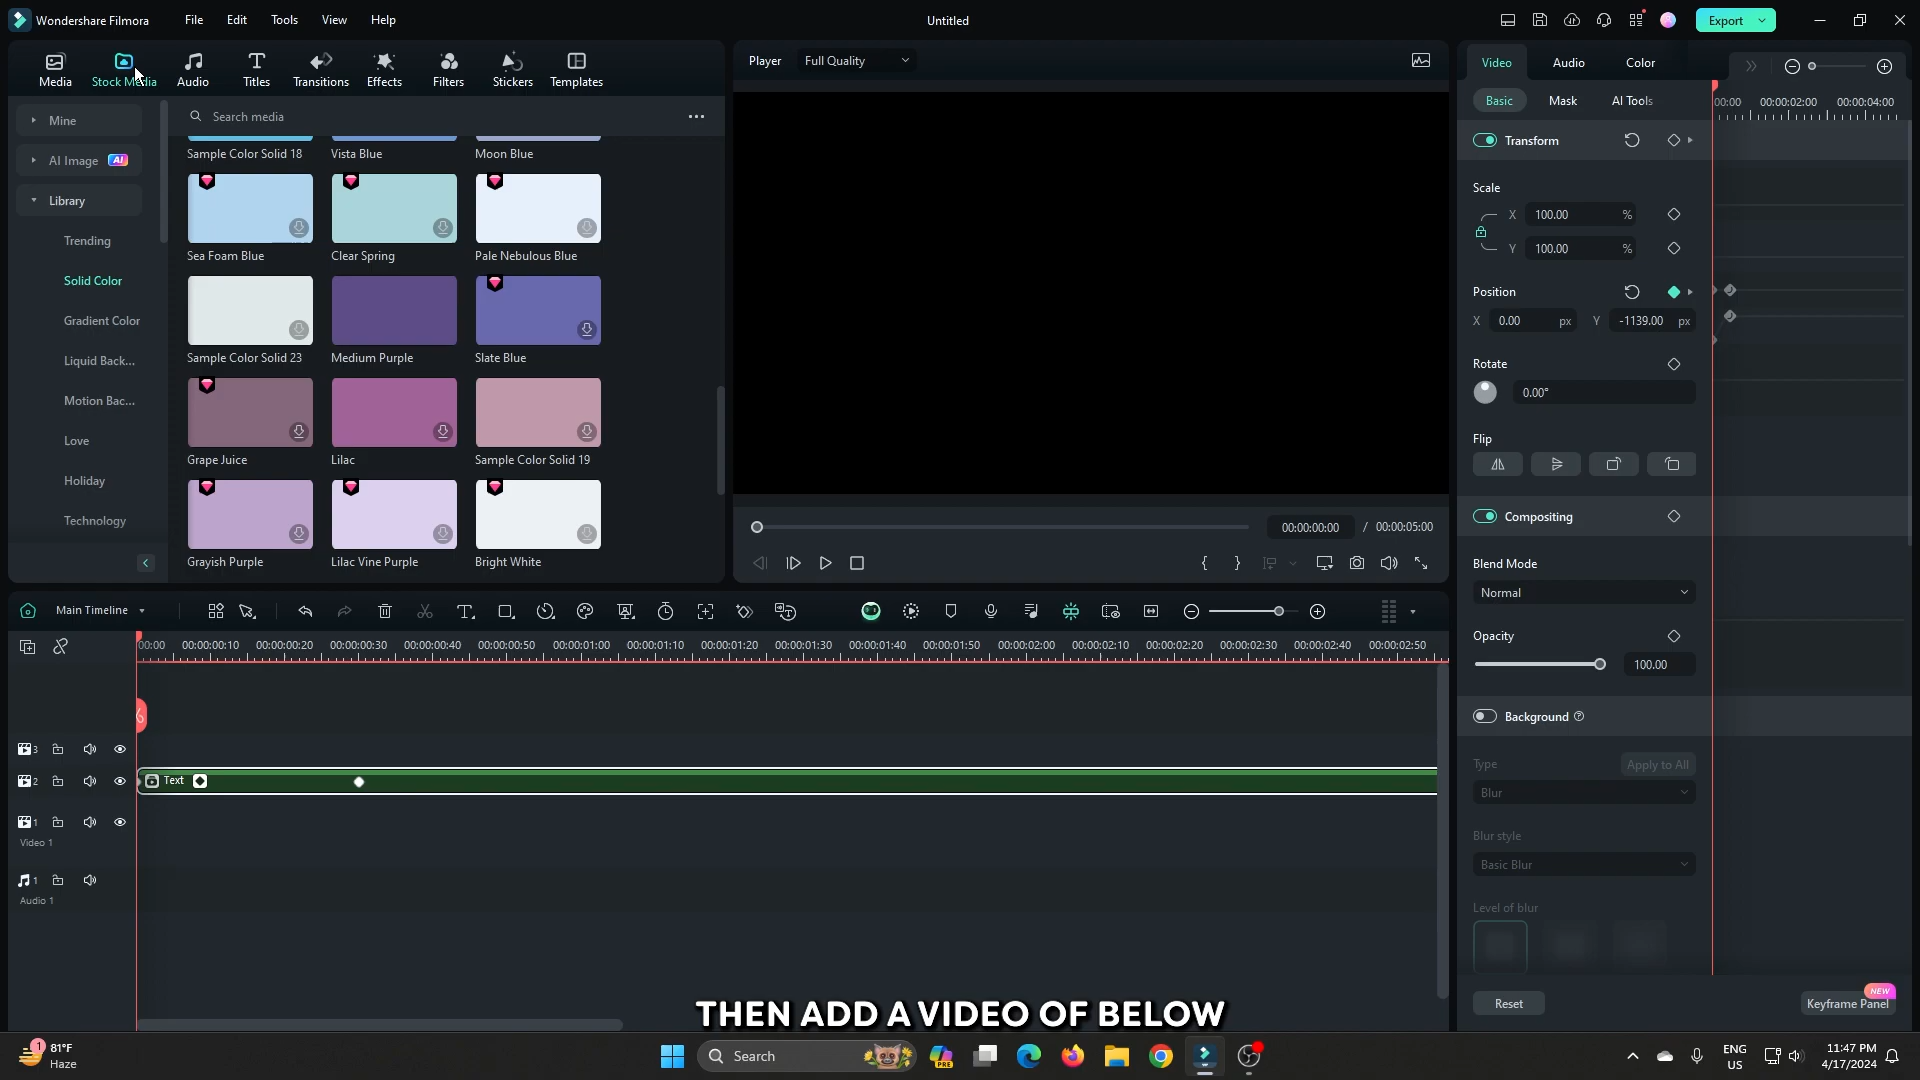 Wondershare Filmora
File
Edit
Tools
View
Help
Untitled
Export
Media
Stock Media
Audio
Titles
Transitions
Effects
Filters
Stickers
Templates
Player
Full Quality
Video
Audio
Color
Mine
Search media
Basic
Mask
AI Tools
00:00
00:00:02:00
00:00:04:00
AI Image
AI
Sample Color Solid 18
Vista Blue
Moon Blue
Transform
Library
Trending
Scale
X
100.00
%
Y
100.00
%
Sea Foam Blue
Clear Spring
Pale Nebulous Blue
Solid Color
Position
Gradient Color
X
0.00
px
Y
-1139.00
px
Sample Color Solid 23
Medium Purple
Slate Blue
Liquid Back...
Rotate
0.00°
Motion Bac...
Love
Flip
Grape Juice
Lilac
Sample Color Solid 19
Holiday
Technology
Compositing
00:00:00:00
/
00:00:05:00
Grayish Purple
Lilac Vine Purple
Bright White
Blend Mode
Normal
Main Timeline
Opacity
100.00
00:00
00:00:00:10
00:00:00:20
00:00:00:30
00:00:00:40
00:00:00:50
00:00:01:00
00:00:01:10
00:00:01:20
00:00:01:30
00:00:01:40
00:00:01:50
00:00:02:00
00:00:02:10
00:00:02:20
00:00:02:30
00:00:02:40
00:00:02:50
Background
3
Type
Apply to All
2
Text
Blur
1
Video 1
Blur style
Basic Blur
1
Audio 1
Level of blur
Reset
NEW
Keyframe Panel
THEN ADD A VIDEO OF BELOW
1
81°F
Haze
Search
PRE
ENG
US
11:47 PM
4/17/2024